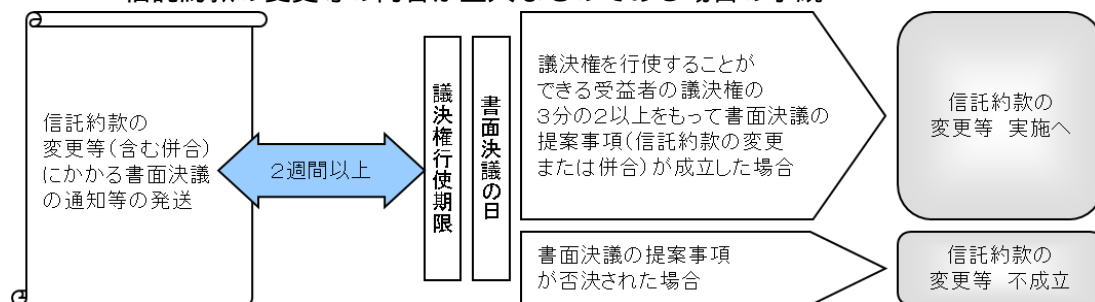 信託約款の
変更等(含む併合)
にかかる書面決議
の通知等の発送
2週間以上
議決権行使期限
書面決議の日
議決権を行使することが
できる受益者の議決権の
3分の2以上をもって書面決議の
提案事項(信託約款の変更
または併合)が成立した場合
信託約款の
変更等 実施へ
書面決議の提案事項
が否決された場合
信託約款の
変更等 不成立